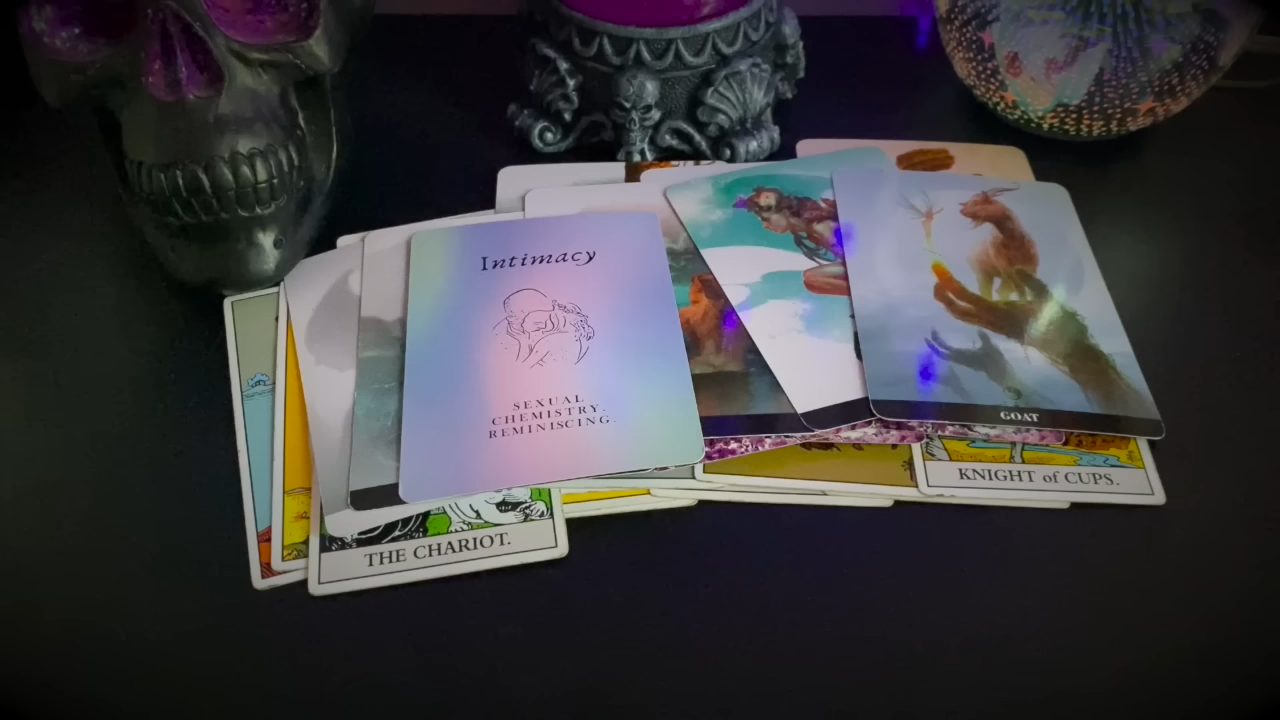 Intimacy
SEXUAL
CHEMISTRY.
REMINISCING.
GOAT
KNIGHT of CUPS.
THE CHARIOT.